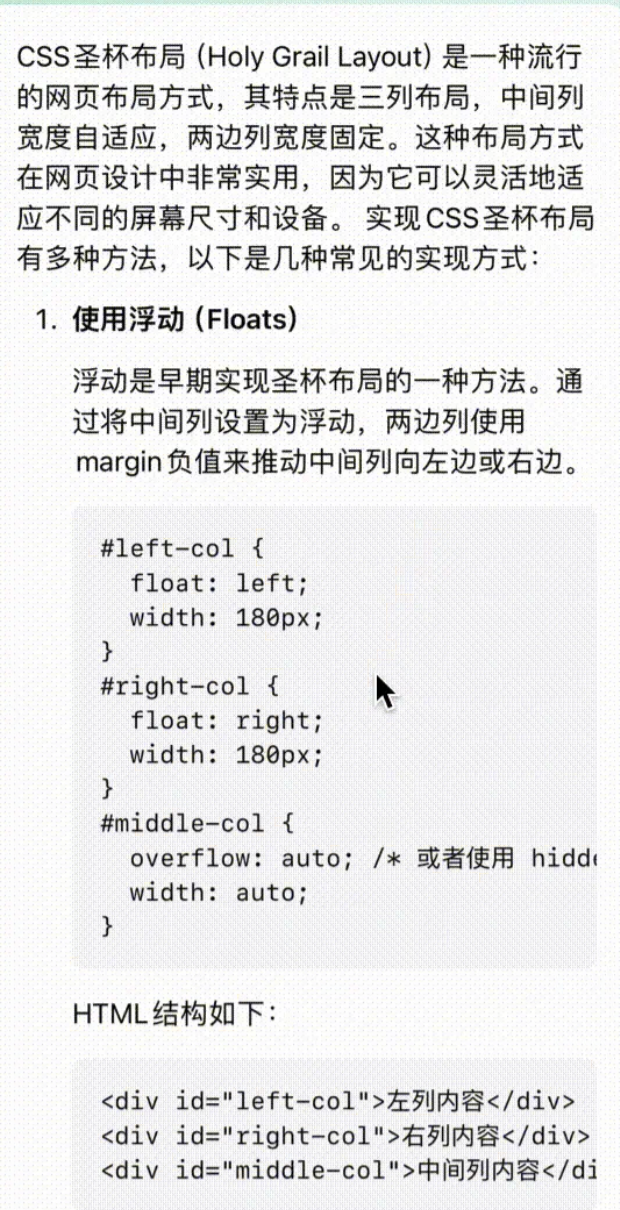 CSS圣杯布局（Holy Grail Layout）是一种流行
的网页布局方式，其特点是三列布局，中间列
宽度自适应，两边列宽度固定。这种布局方式
在网页设计中非常实用，因为它可以灵活地适
应不同的屏幕尺寸和设备。 实现CSS圣杯布局
有多种方法，以下是几种常见的实现方式：
1. 使用浮动（Floats）
浮动是早期实现圣杯布局的一种方法。通
过将中间列设置为浮动，两边列使用
margin负值来推动中间列向左边或右边。
#left-col {
  float: left;
  width: 180px;
}
#right-col {
  float: right;
  width: 180px;
}
#middle-col {
  overflow: auto; /* 或者使用 hidde
  width: auto;
}
HTML结构如下：
<div id="left-col">左列内容</div>
<div id="right-col">右列内容</div>
<div id="middle-col">中间列内容</di